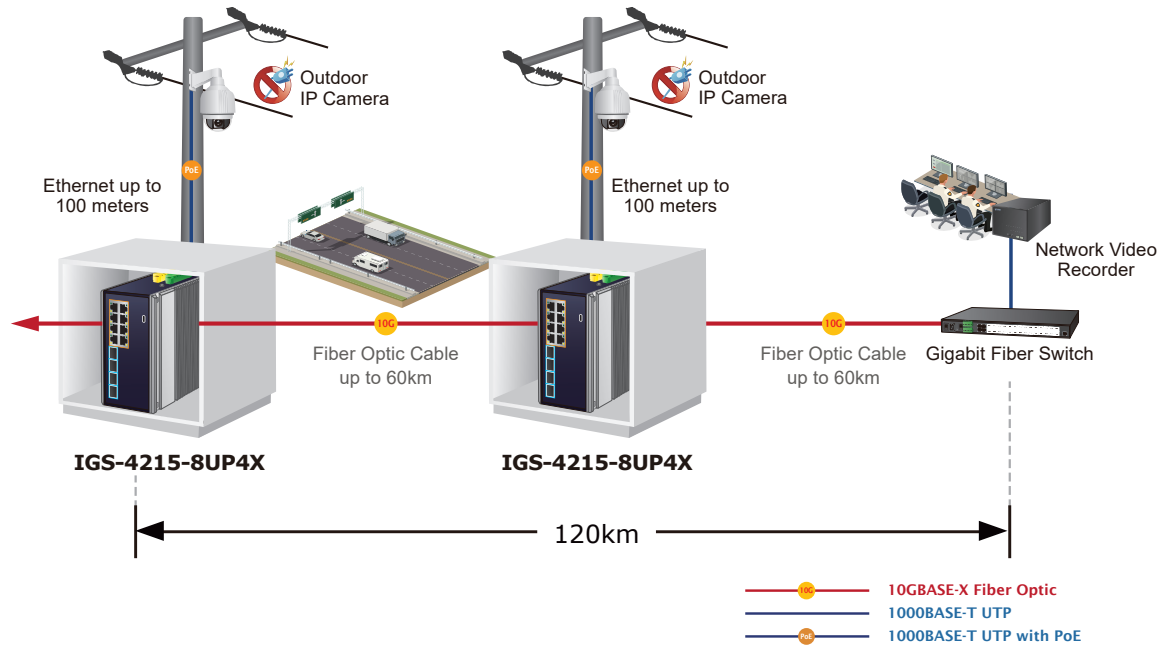 Outdoor
IP Camera
Outdoor
IP Camera
PoE
PoE
Ethernet up to
100 meters
Ethernet up to
100 meters
Network Video
Recorder
10G
10G
Fiber Optic Cable
up to 60km
Fiber Optic Cable
up to 60km
Gigabit Fiber Switch
IGS-4215-8UP4X
IGS-4215-8UP4X
120km
10G
10GBASE-X Fiber Optic
1000BASE-T UTP
PoE
1000BASE-T UTP with PoE